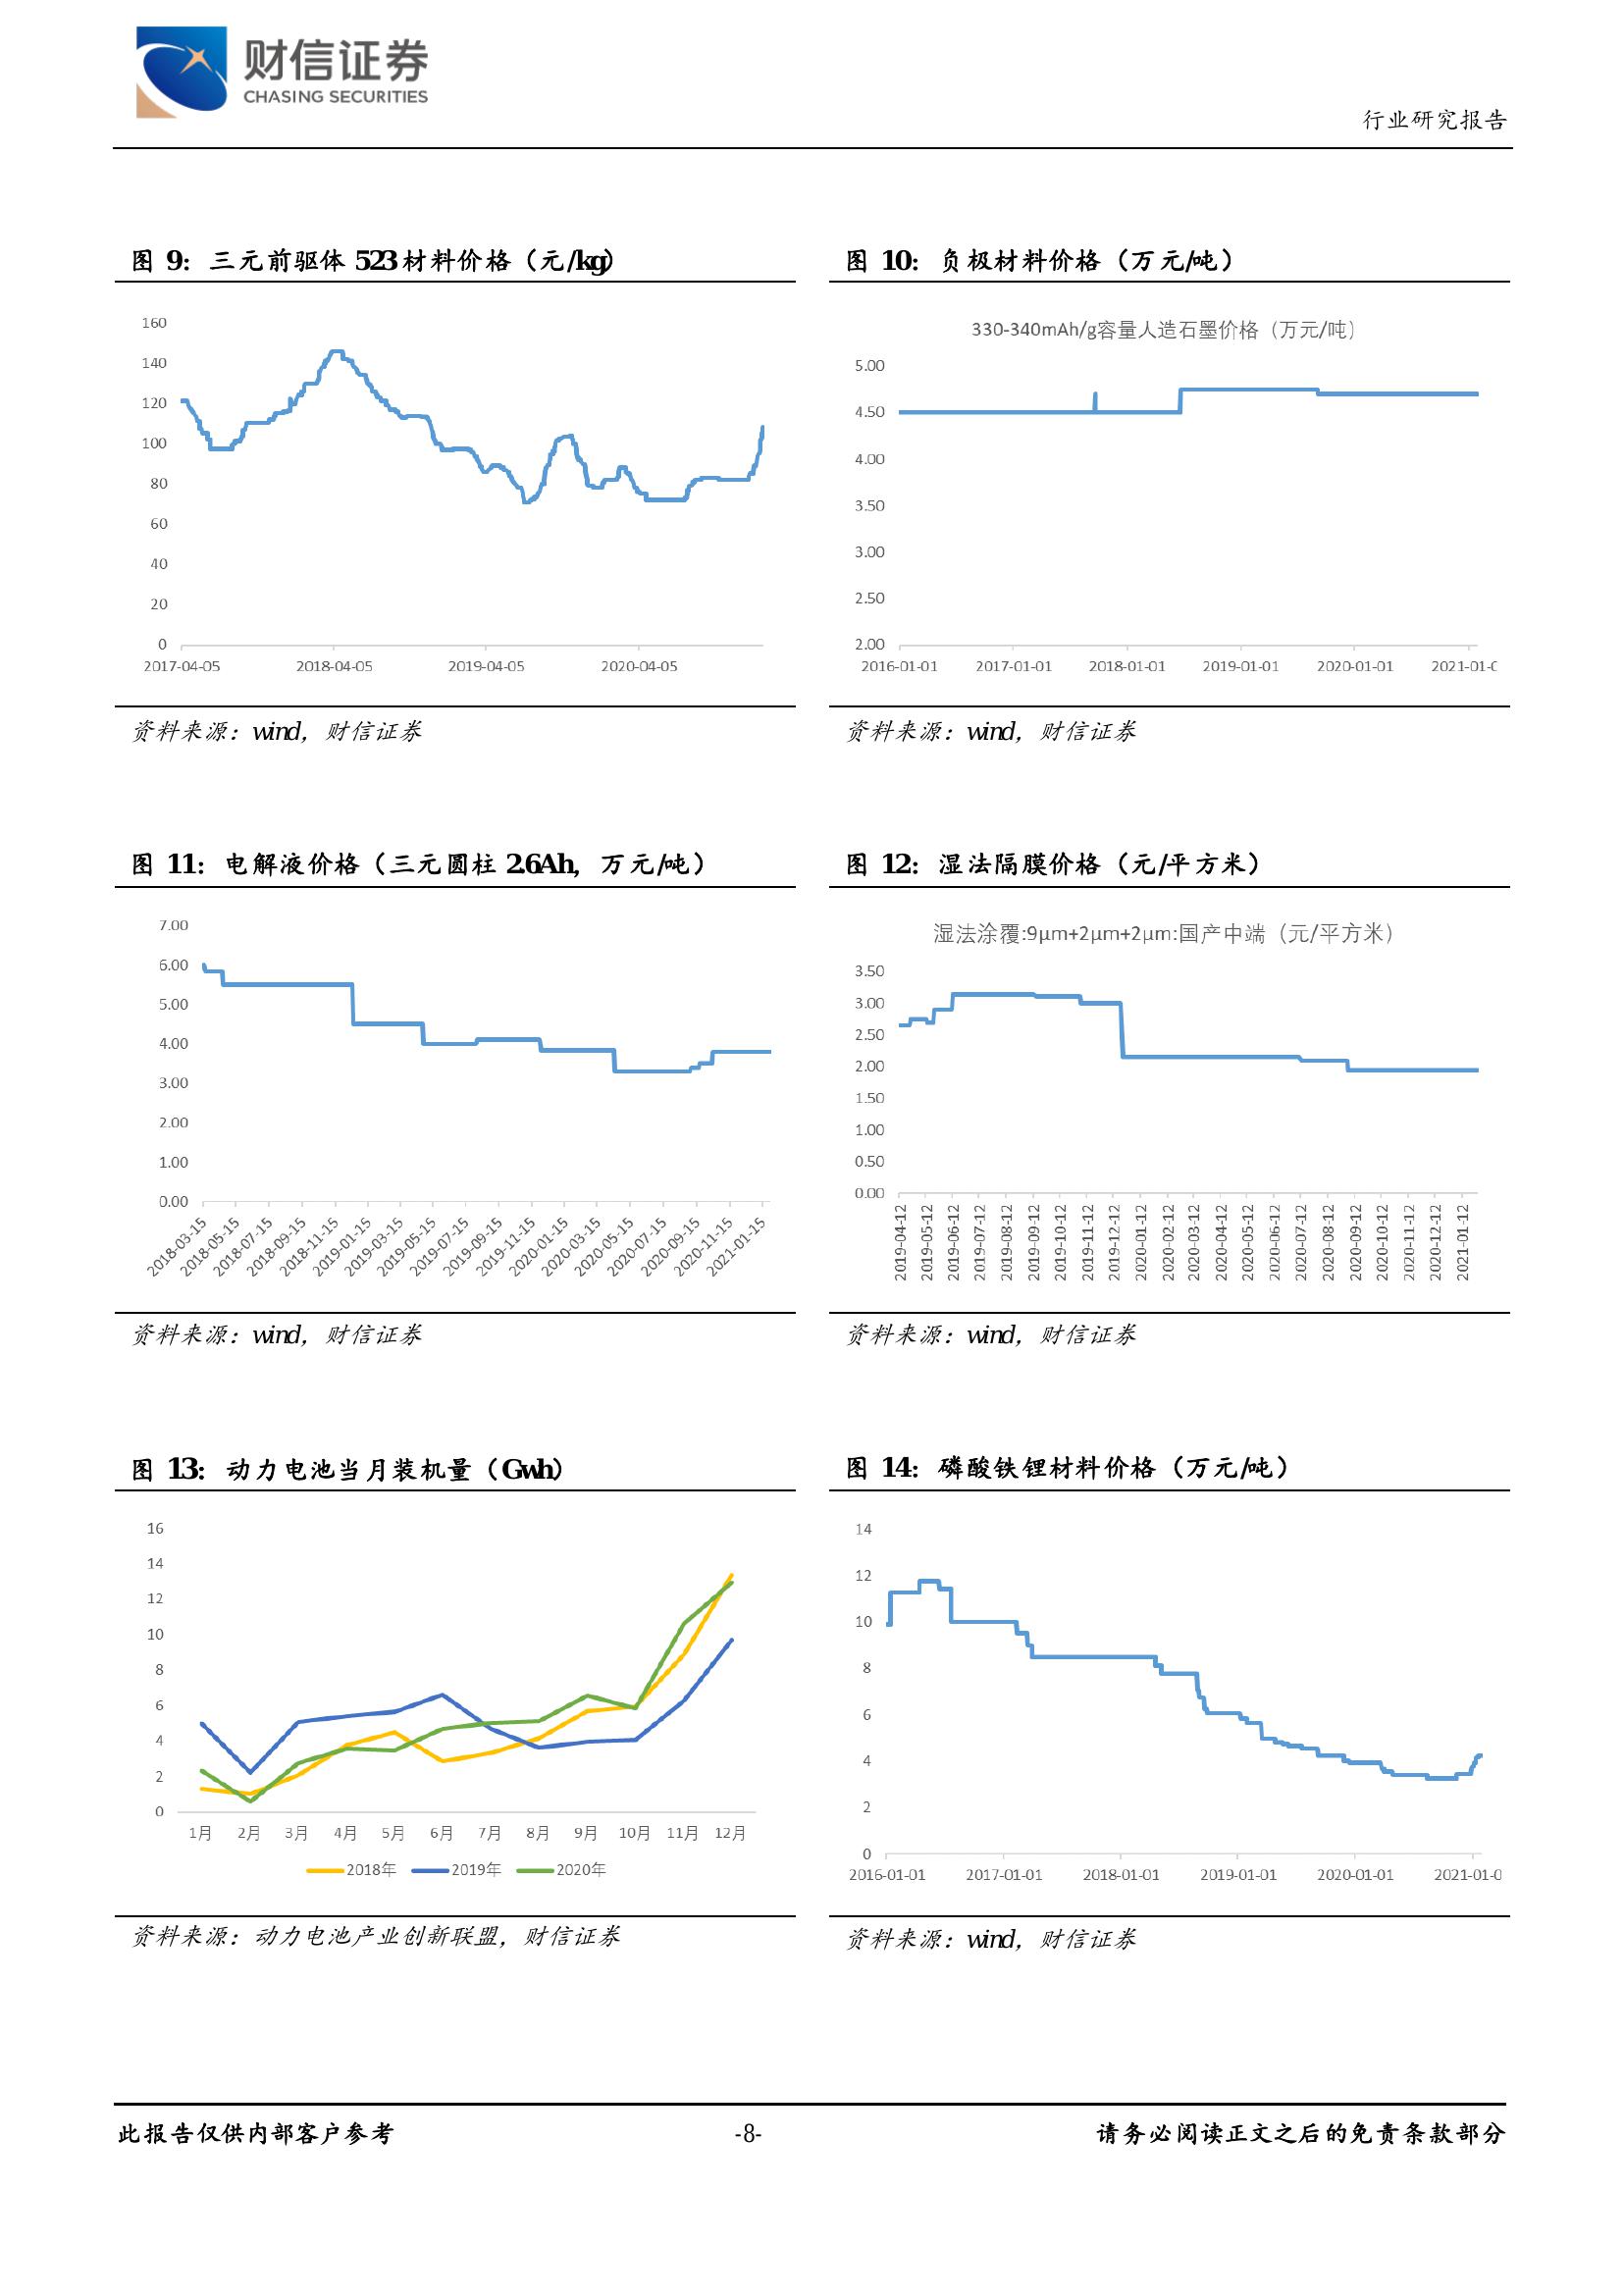 财信证券
CHASING SECURITIES
行业研究报告
图 9：三元前驱体 523 材料价格（元/kg）
160
140
120
100
80
60
40
20
0
2017-04-05 2018-04-05 2019-04-05 2020-04-05
资料来源：wind，财信证券
图 10：负极材料价格（万元/吨）
330-340mAh/g容量人造石墨价格（万元/吨）
5.00
4.50
4.00
3.50
3.00
2.50
2.00
2016-01-01 2017-01-01 2018-01-01 2019-01-01 2020-01-01 2021-01-0
资料来源：wind，财信证券
图 11：电解液价格（三元圆柱 2.6Ah，万元/吨）
7.00
6.00
5.00
4.00
3.00
2.00
1.00
0.00
2018-03-15 2018-05-15 2018-07-15 2018-09-15 2018-11-15 2019-01-15 2019-03-15 2019-05-15 2019-07-15 2019-09-15 2019-11-15 2020-01-15 2020-03-15 2020-05-15 2020-07-15 2020-09-15 2020-11-15 2021-01-15
资料来源：wind，财信证券
图 12：湿法隔膜价格（元/平方米）
湿法涂覆:9μm+2μm+2μm:国产中端（元/平方米）
3.50
3.00
2.50
2.00
1.50
1.00
0.50
0.00
2019-04-12 2019-05-12 2019-06-12 2019-07-12 2019-08-12 2019-09-12 2019-10-12 2019-11-12 2019-12-12 2020-01-12 2020-02-12 2020-03-12 2020-04-12 2020-05-12 2020-06-12 2020-07-12 2020-08-12 2020-09-12 2020-10-12 2020-11-12 2020-12-12 2021-01-12
资料来源：wind，财信证券
图 13：动力电池当月装机量（Gwh）
16
14
12
10
8
6
4
2
0
1月 2月 3月 4月 5月 6月 7月 8月 9月 10月 11月 12月
2018年 2019年 2020年
资料来源：动力电池产业创新联盟，财信证券
图 14：磷酸铁锂材料价格（万元/吨）
14
12
10
8
6
4
2
0
2016-01-01 2017-01-01 2018-01-01 2019-01-01 2020-01-01 2021-01-0
资料来源：wind，财信证券
此报告仅供内部客户参考 -8- 请务必阅读正文之后的免责条款部分